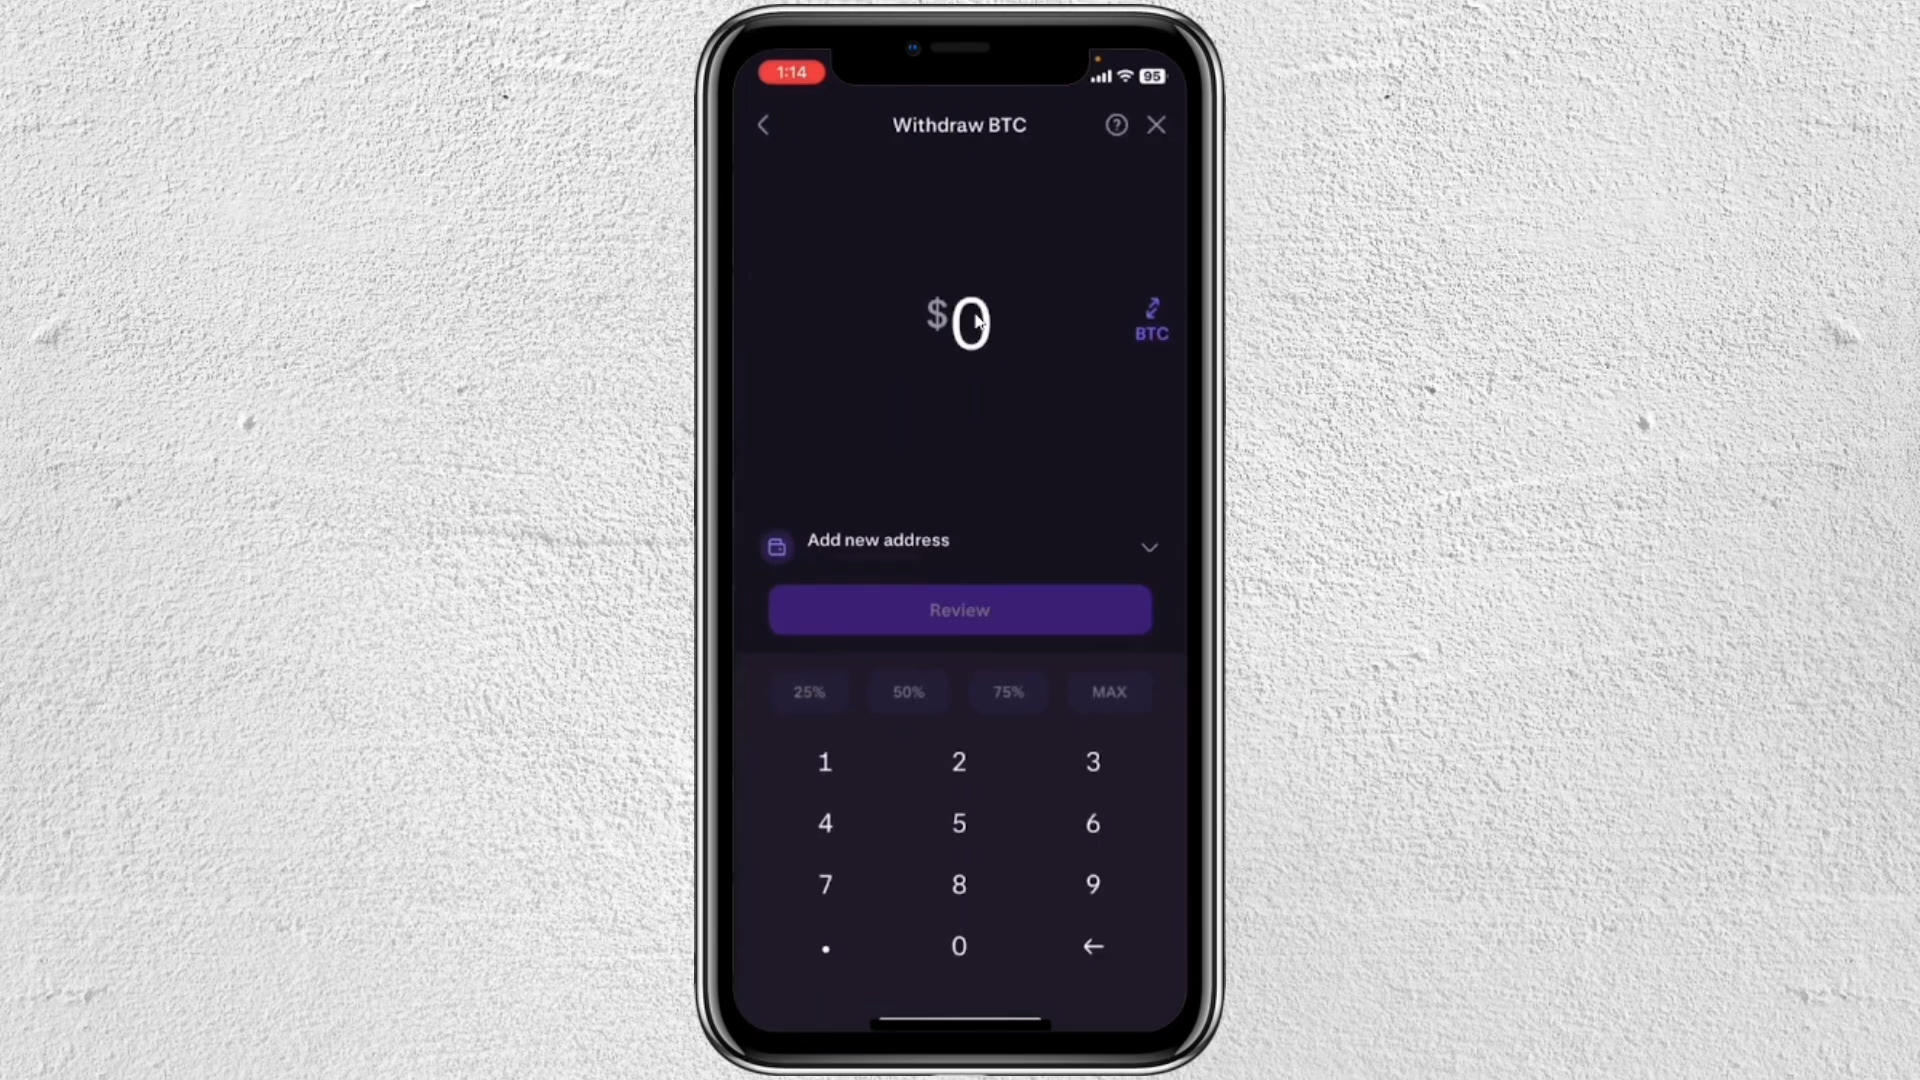 1:14
95
Withdraw BTC
$0
BTC
Add new address
Review
25% 50% 75% MAX
1 2 3
4 5 6
7 8 9
. 0 ←